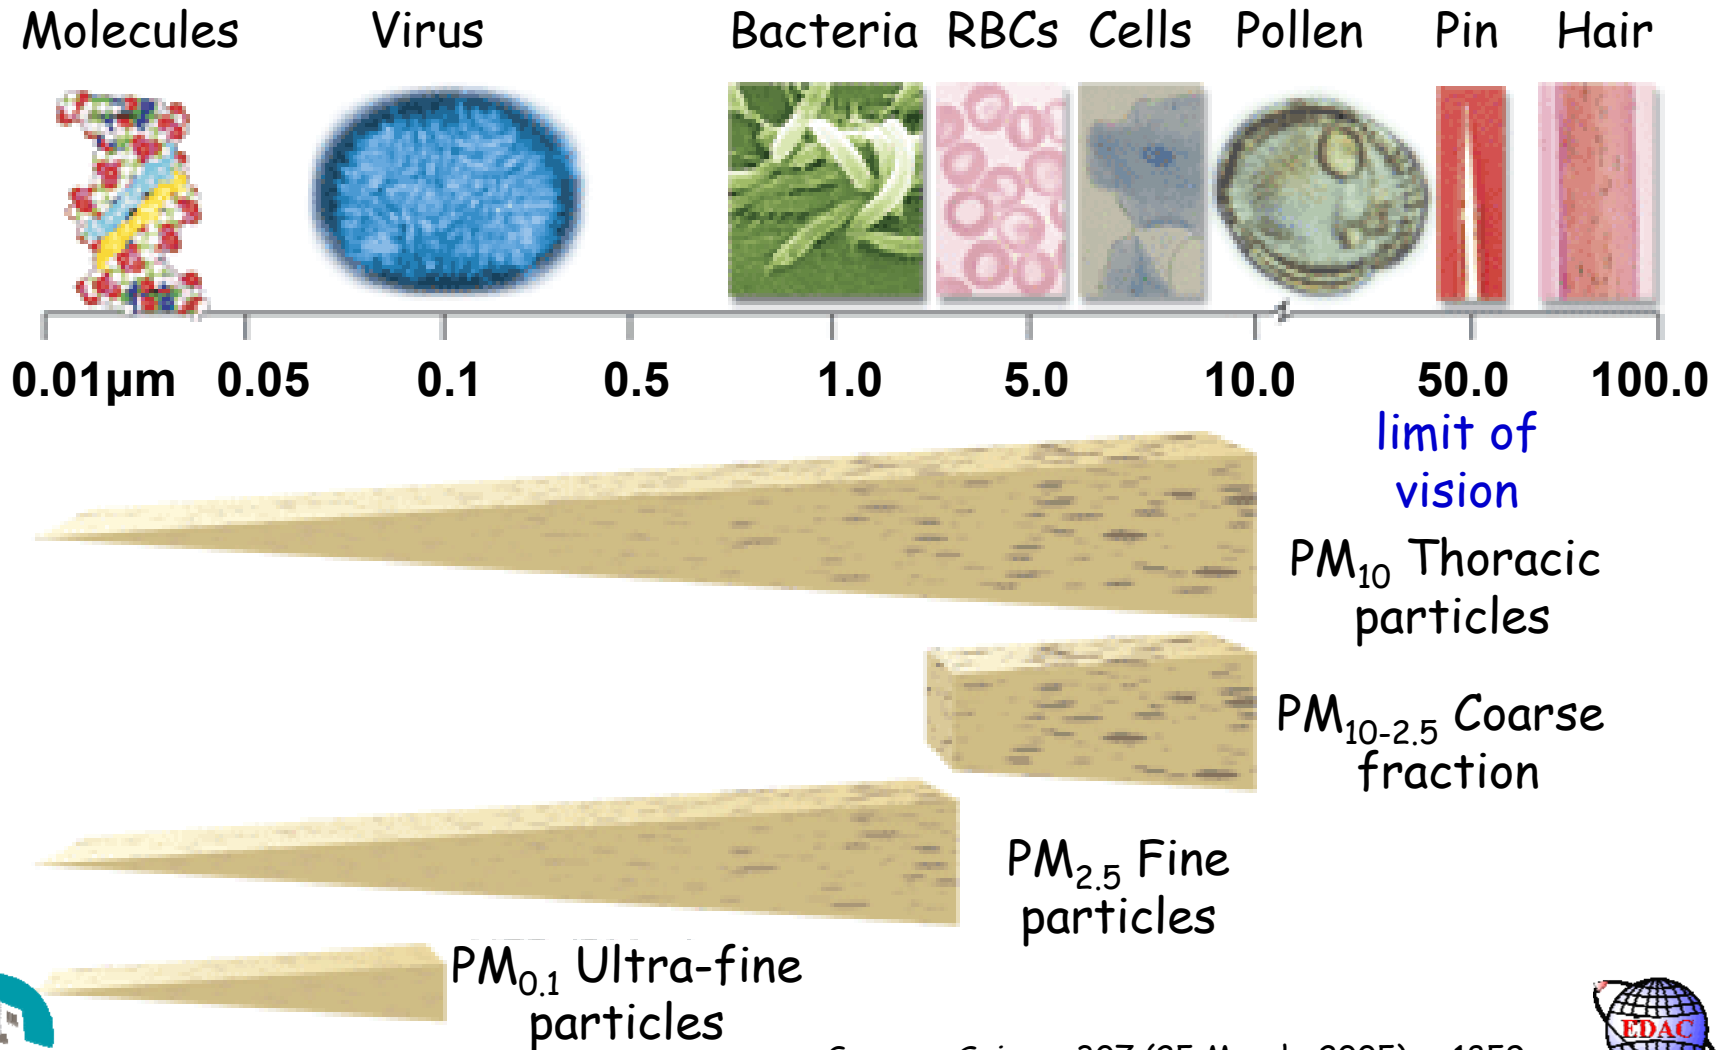 Molecules Virus Bacteria RBCs Cells Pollen Pin Hair
0.01µm 0.05 0.1 0.5 1.0 5.0 10.0 50.0 100.0
limit of
vision
PM10 Thoracic
particles
PM10-2.5 Coarse
fraction
PM2.5 Fine
particles
PM0.1 Ultra-fine
particles
EDAC